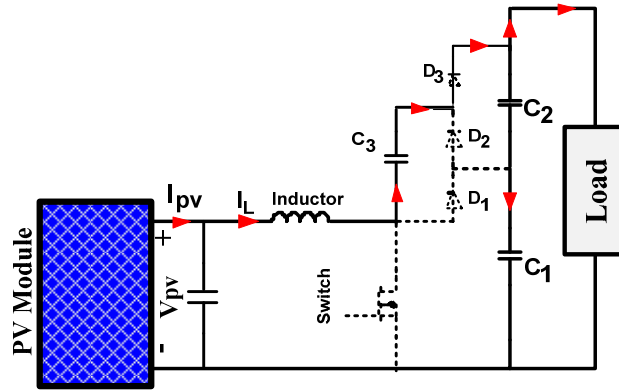 D3
C3
D2
C2
Ipv
IL
Inductor
D1
Load
PV Module
+
Vpv
Switch
C1
-